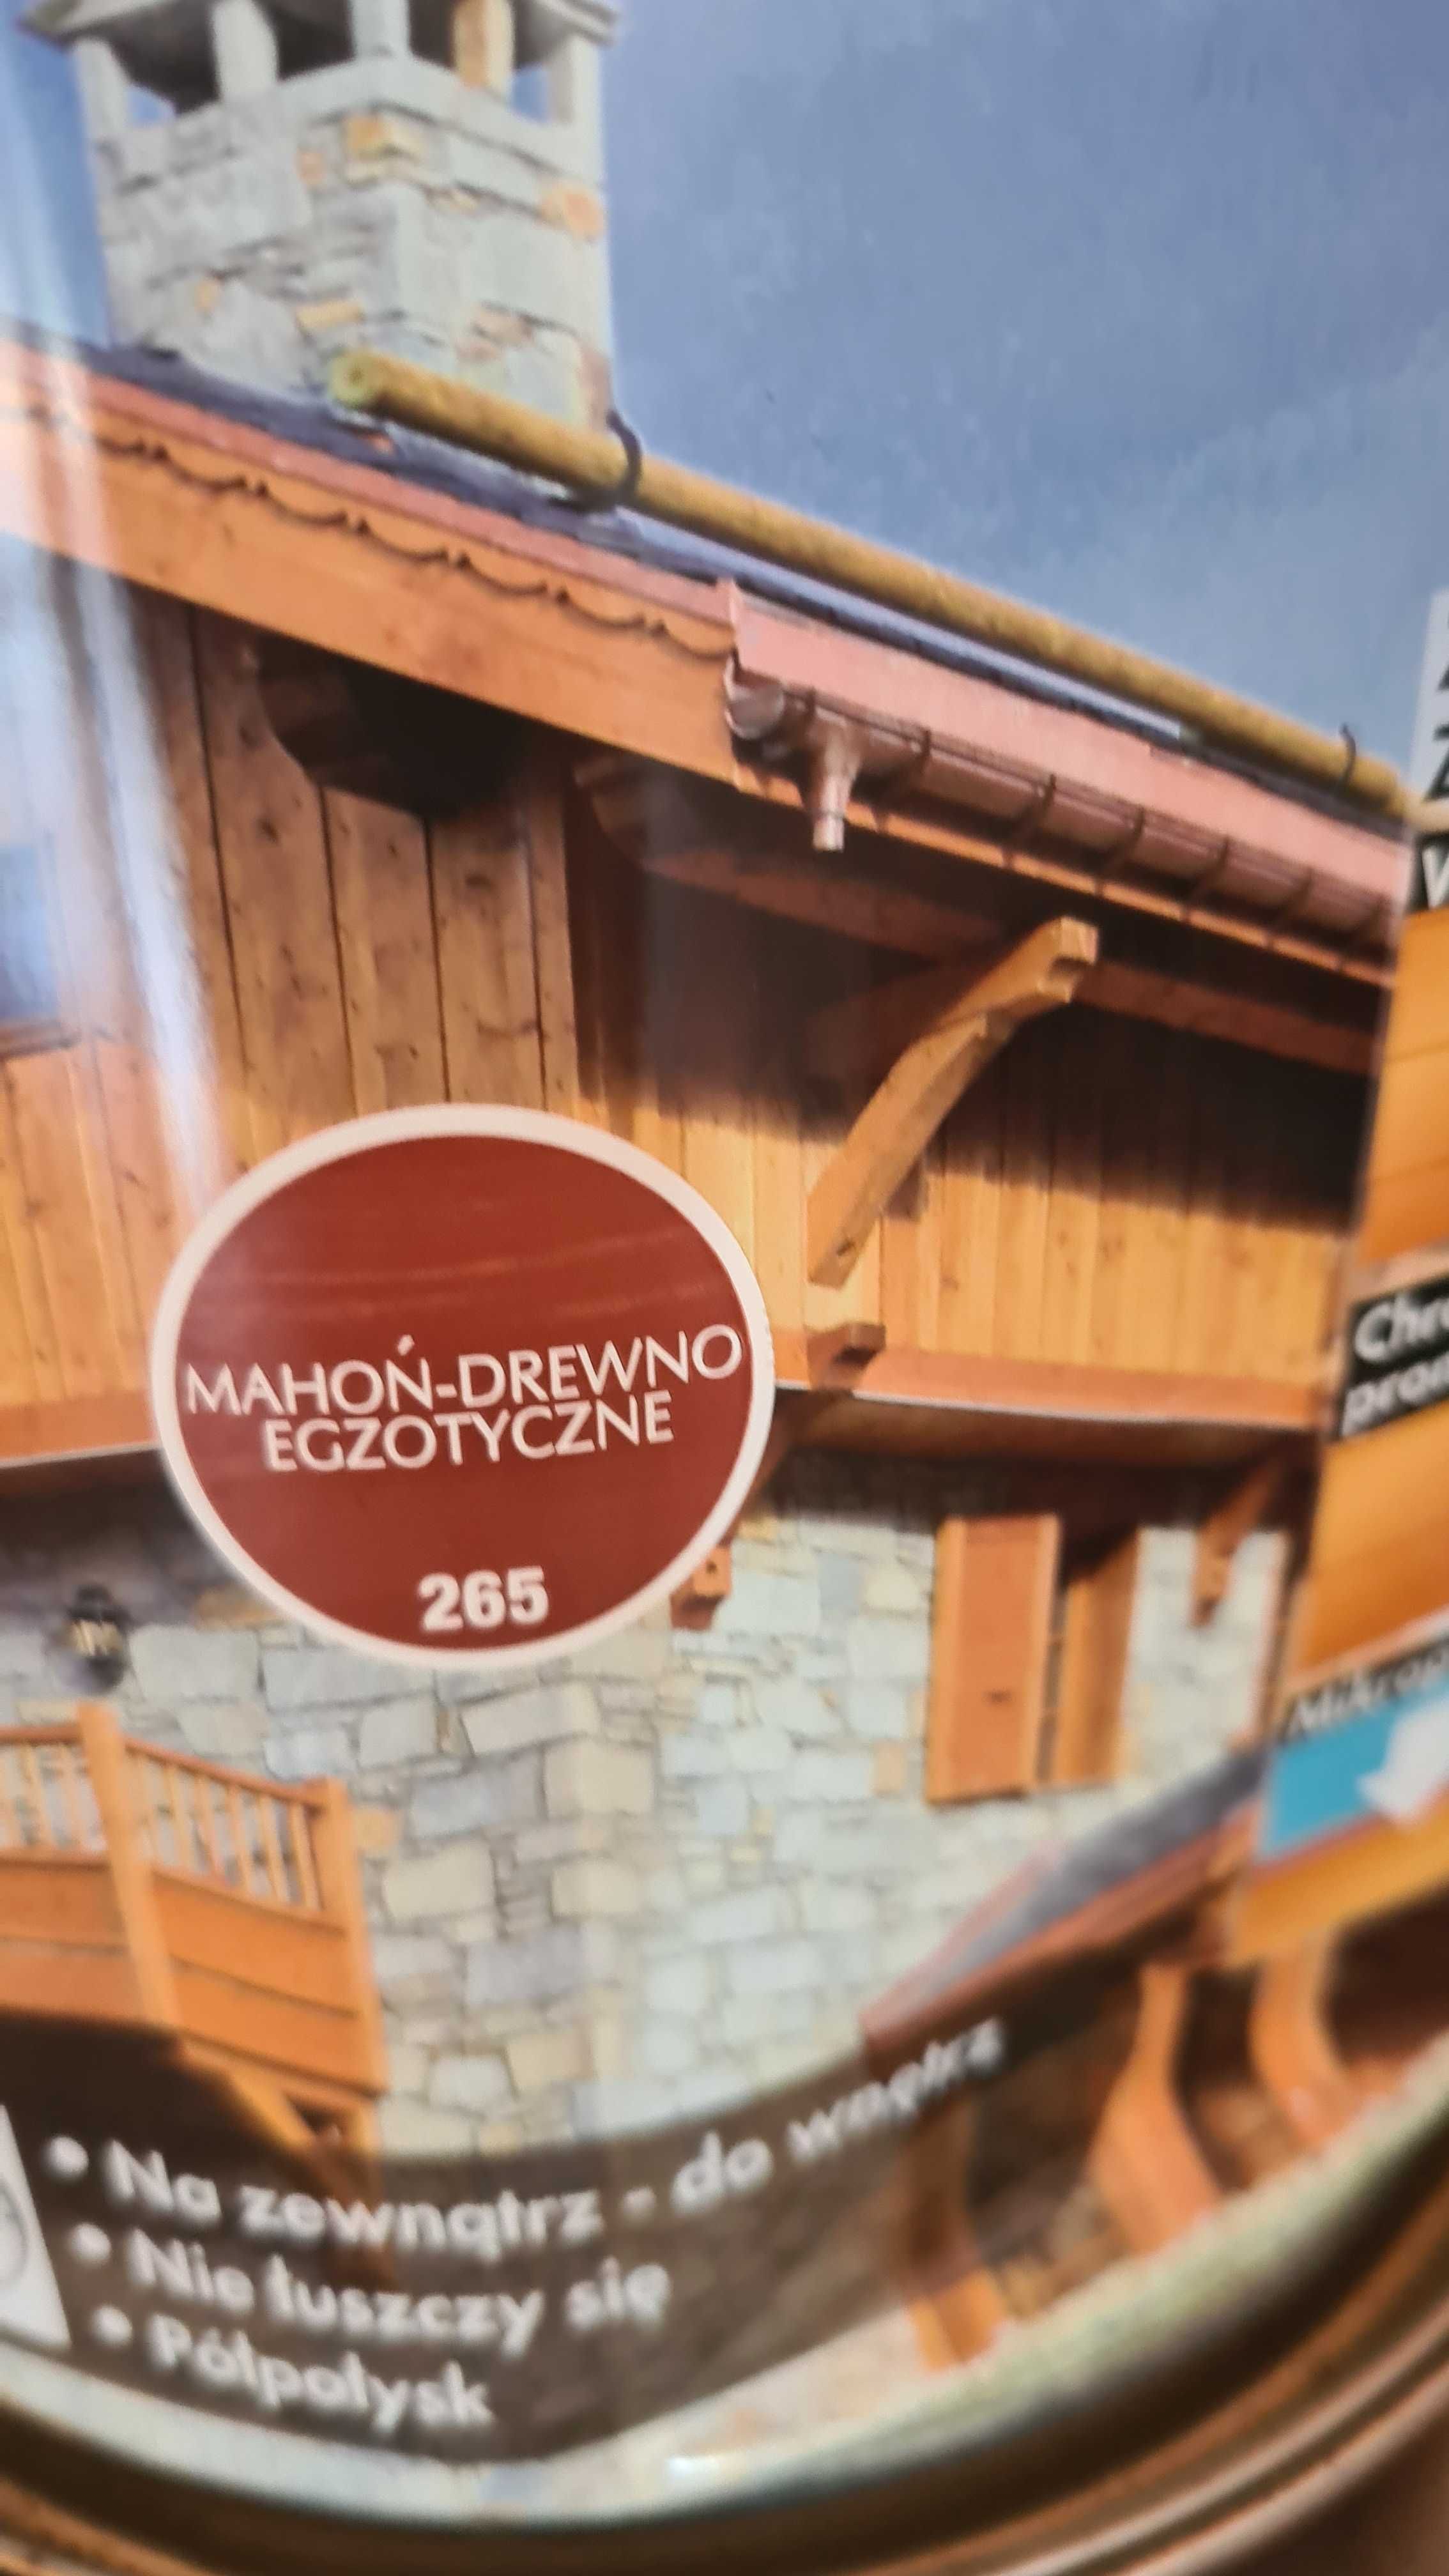 MAHOŃ-DREWNO
EGZOTYCZNE
265
• Na zewnątrz - do wnętrz
• Nie łuszczy się
• Półpołysk